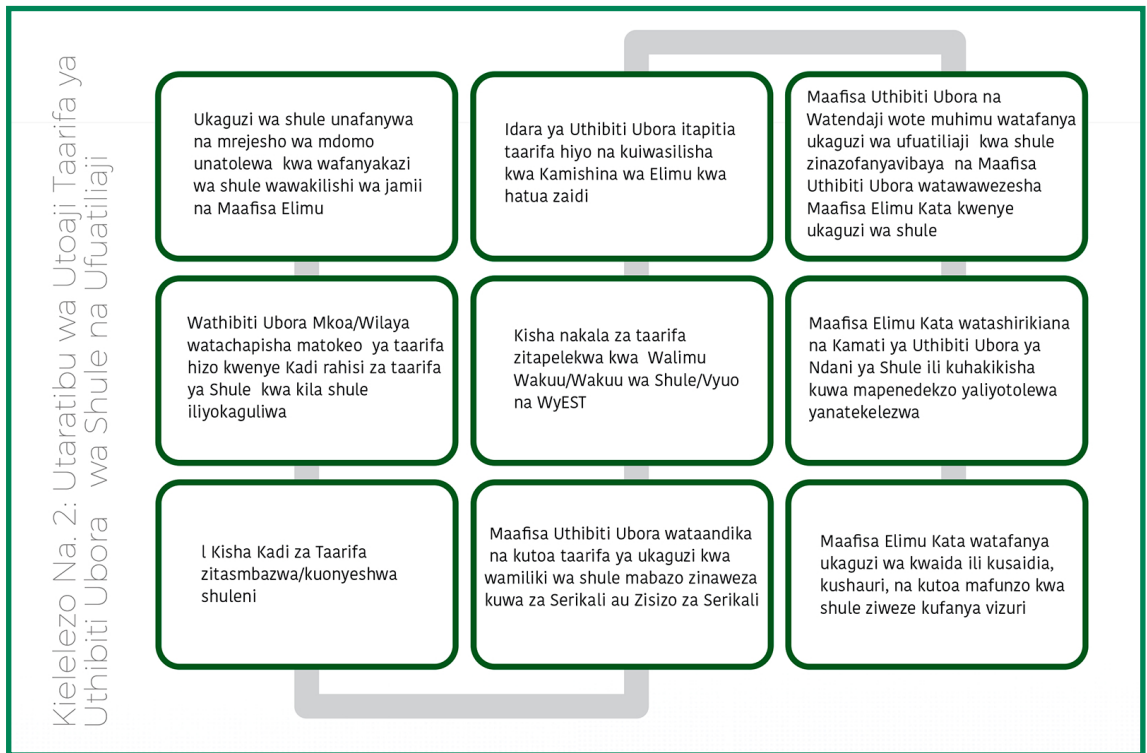 Kielelezo Na. 2: Utaratibu wa Utoaji Taarifa ya
Uthibiti Ubora wa Shule na Ufuatiliaji
Ukaguzi wa shule unafanywa
na mrejesho wa mdomo
unatolewa kwa wafanyakazi
wa shule wawakilishi wa jamii
na Maafisa Elimu
Wathibiti Ubora Mkoa/Wilaya
watachapisha matokeo ya taarifa
hizo kwenye Kadi rahisi za taarifa
ya Shule kwa kila shule
iliyokaguliwa
l Kisha Kadi za Taarifa
zitasmbazwa/kuonyeshwa
shuleni
Maafisa Uthibiti Ubora wataandika
na kutoa taarifa ya ukaguzi kwa
wamiliki wa shule mabazo zinaweza
kuwa za Serikali au Zisizo za Serikali
Kisha nakala za taarifa
zitapelekwa kwa Walimu
Wakuu/Wakuu wa Shule/Vyuo
na WyEST
Idara ya Uthibiti Ubora itapitia
taarifa hiyo na kuiwasilisha
kwa Kamishina wa Elimu kwa
hatua zaidi
Maafisa Uthibiti Ubora na
Watendaji wote muhimu watafanya
ukaguzi wa ufuatiliaji kwa shule
zinazofanyavibaya na Maafisa
Uthibiti Ubora watawawezesha
Maafisa Elimu Kata kwenye
ukaguzi wa shule
Maafisa Elimu Kata watashirikiana
na Kamati ya Uthibiti Ubora ya
Ndani ya Shule ili kuhakikisha
kuwa mapenedekzo yaliyotolewa
yanatekelezwa
Maafisa Elimu Kata watafanya
ukaguzi wa kwaida ili kusaidia,
kushauri, na kutoa mafunzo kwa
shule ziweze kufanya vizuri